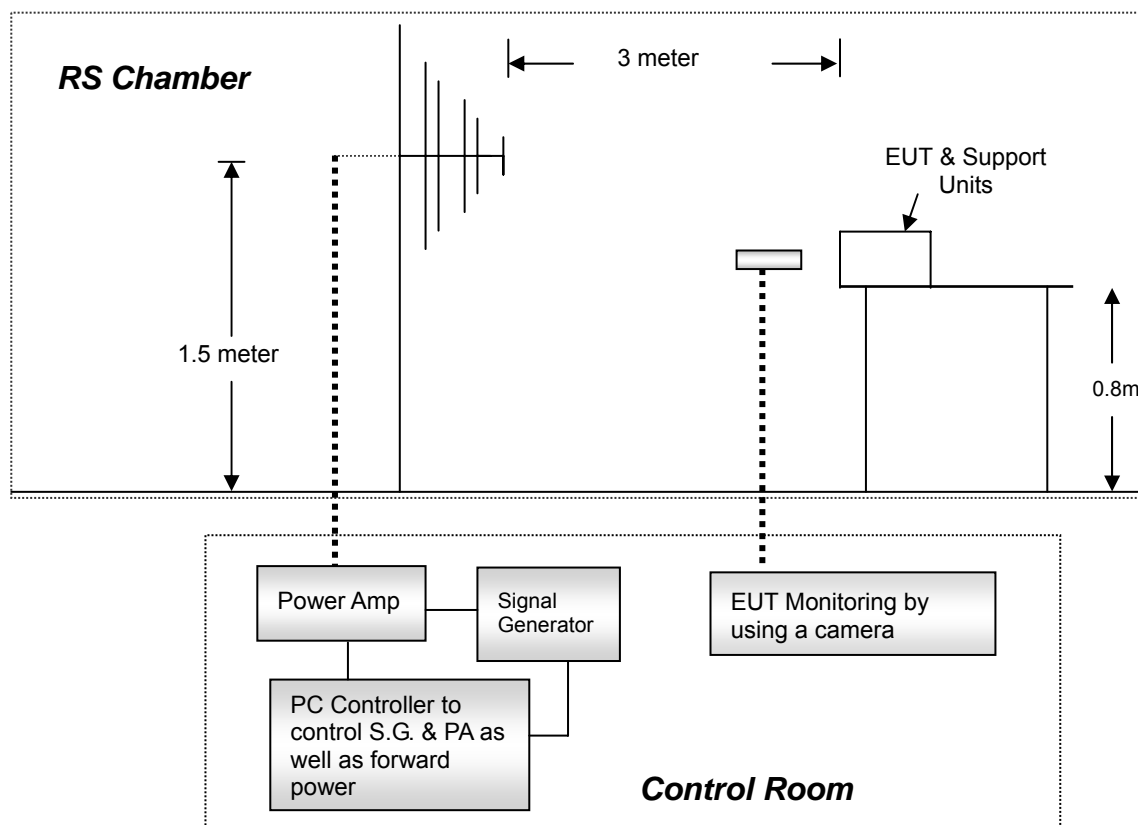 3 meter
RS Chamber
EUT & Support
Units
1.5 meter
0.8m
Power Amp
Signal
Generator
EUT Monitoring by
using a camera
PC Controller to
control S.G. & PA as
well as forward
power
Control Room